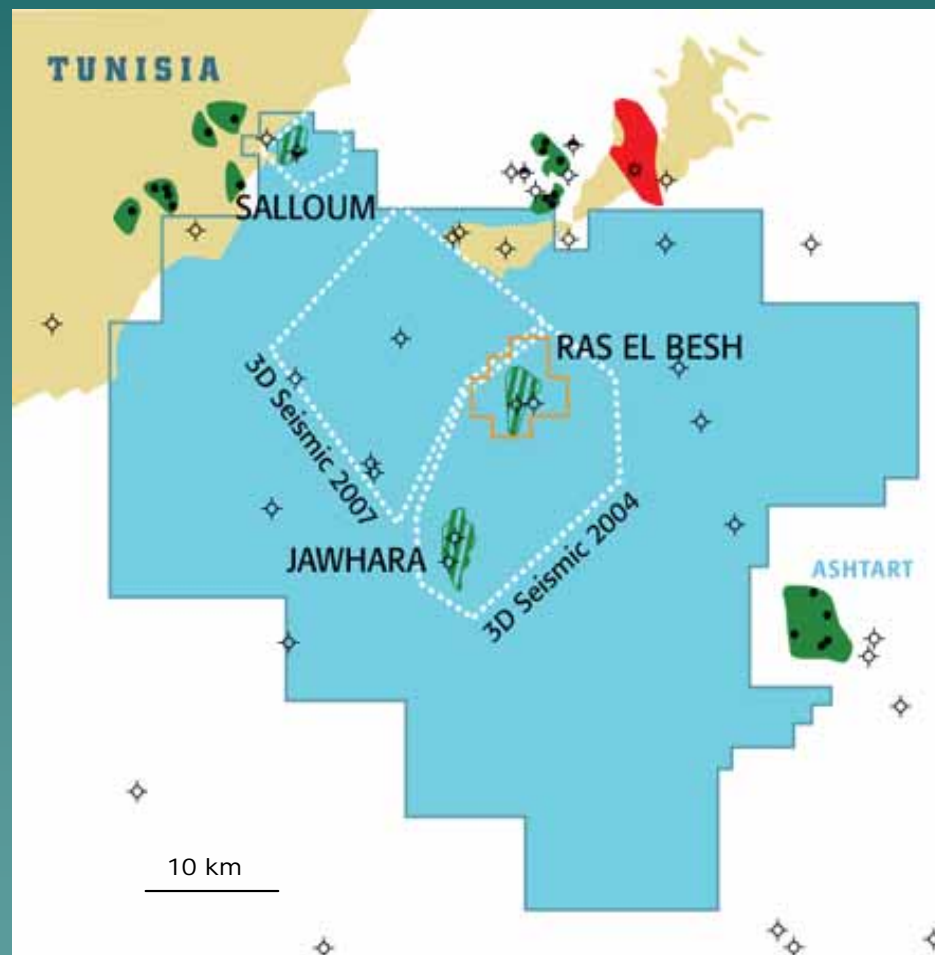 TUNISIA
SALLOUM
RAS EL BESH
3D Seismic 2007
JAWHARA
3D Seismic 2004
ASHTART
10 km